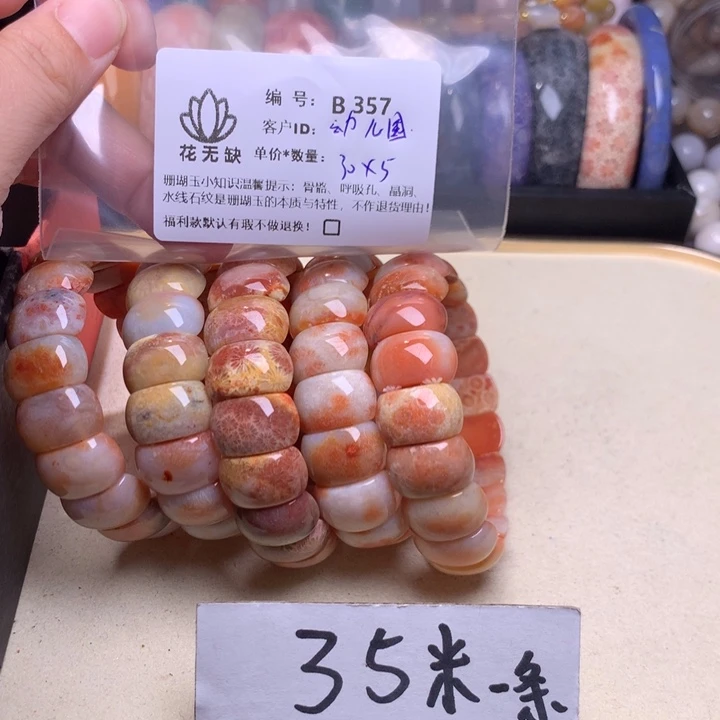 编 号: B 357
客户ID: 幼儿园.
花无缺
单价*数量: 30×5
珊瑚玉小知识温馨提示: 骨骼、呼吸孔、晶洞、
水线石纹是珊瑚玉的本质与特性, 不作退货理由!
福利款默认有瑕不做退换!
35米一条